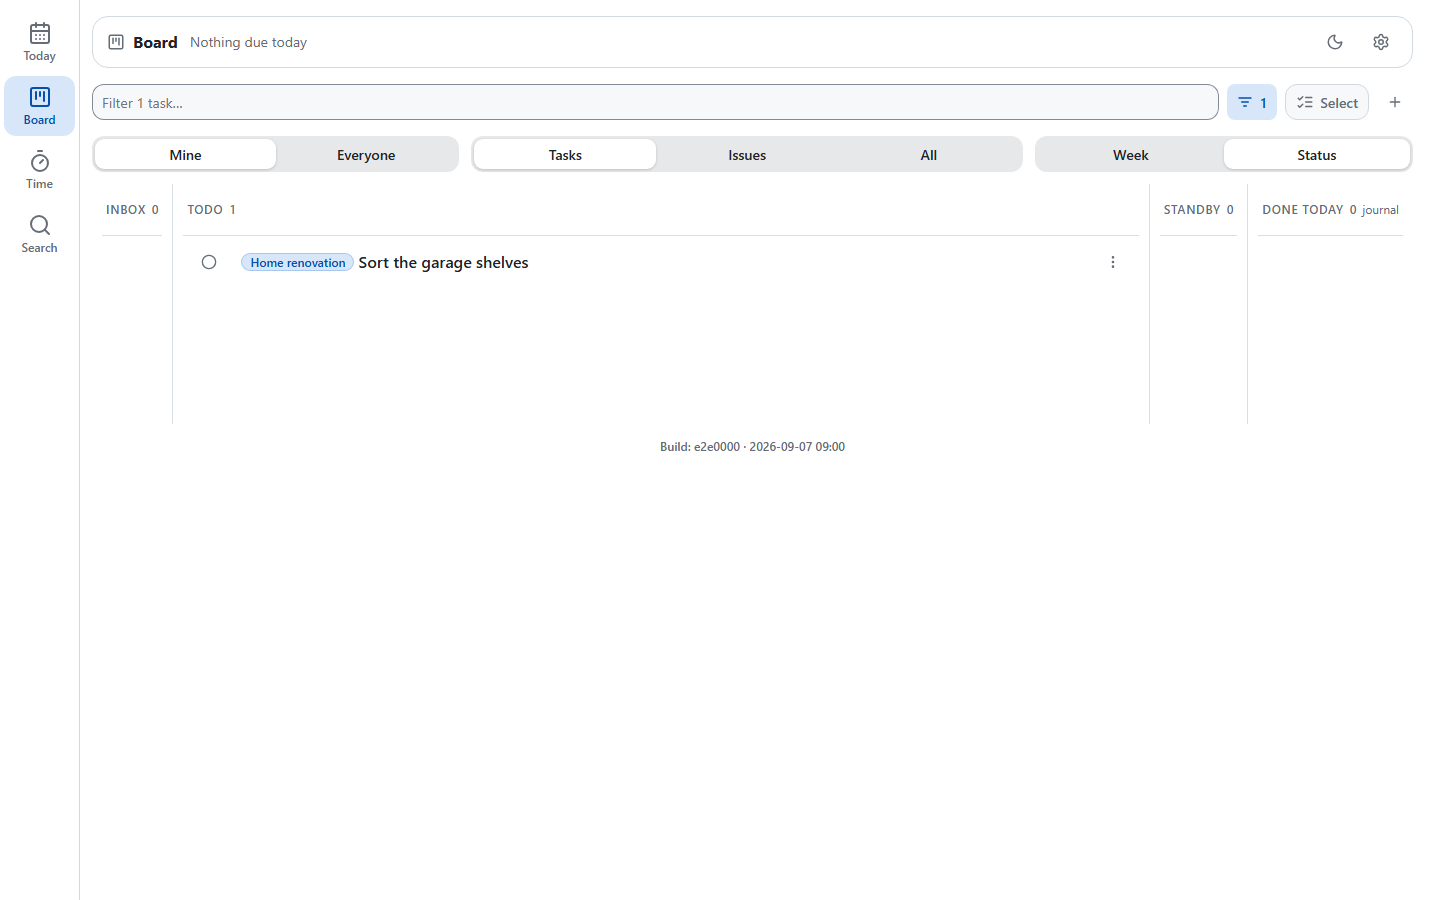 Today
Board
Time
Search
Board Nothing due today
Filter 1 task...
1
Select
Mine Everyone Tasks Issues All Week Status
INBOX 0 TODO 1 STANDBY 0 DONE TODAY 0 journal
Home renovation Sort the garage shelves
Build: e2e0000 · 2026-09-07 09:00